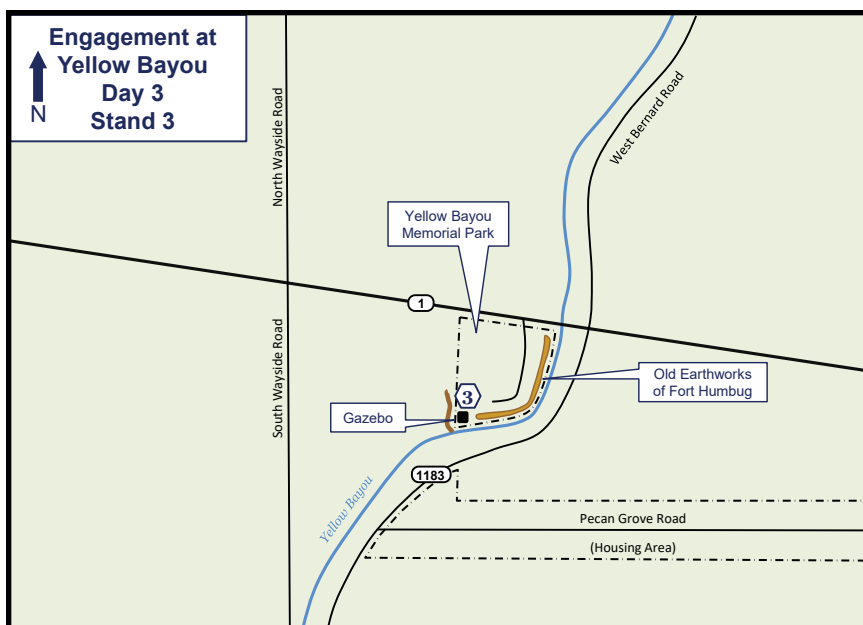 Engagement at
Yellow Bayou
Day 3
Stand 3
N
North Wayside Road
West Bernard Road
Yellow Bayou
Memorial Park
1
South Wayside Road
Old Earthworks
of Fort Humbug
3
Gazebo
1183
Yellow Bayou
Pecan Grove Road
(Housing Area)